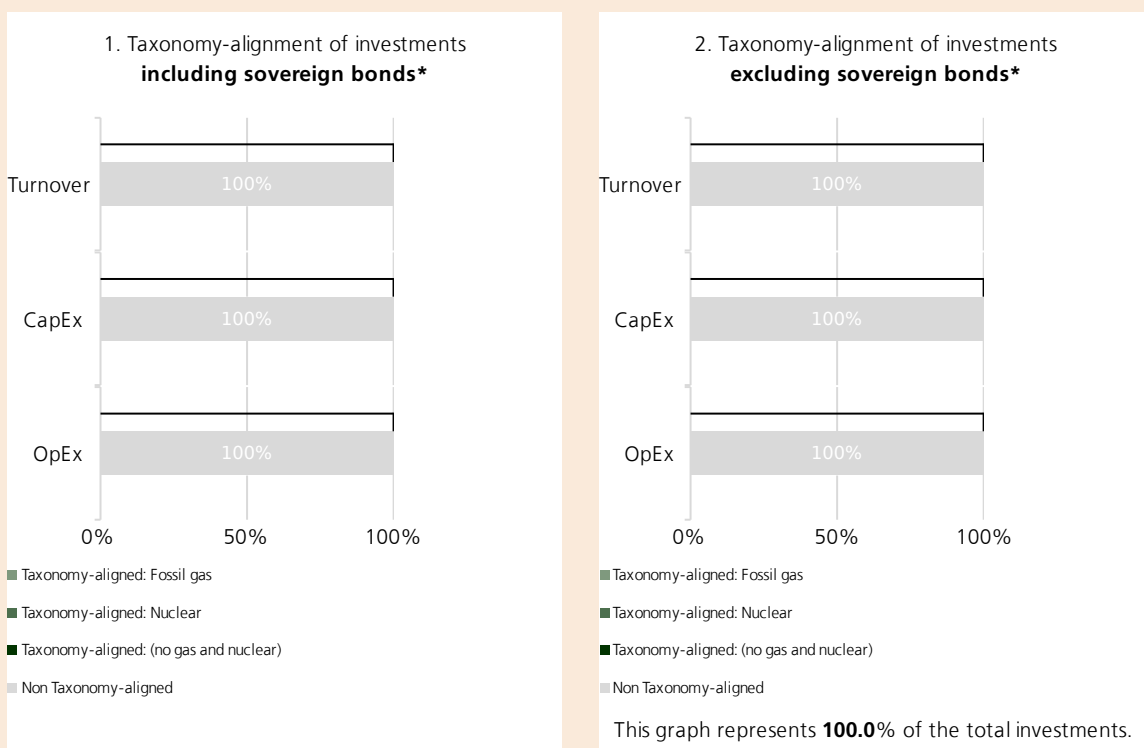 1. Taxonomy-alignment of investments
including sovereign bonds*
Turnover
100%
CapEx
100%
OpEx
100%
0% 50% 100%
Taxonomy-aligned: Fossil gas
Taxonomy-aligned: Nuclear
Taxonomy-aligned: (no gas and nuclear)
Non Taxonomy-aligned
2. Taxonomy-alignment of investments
excluding sovereign bonds*
Turnover
100%
CapEx
100%
OpEx
100%
0% 50% 100%
Taxonomy-aligned: Fossil gas
Taxonomy-aligned: Nuclear
Taxonomy-aligned: (no gas and nuclear)
Non Taxonomy-aligned
This graph represents 100.0% of the total investments.